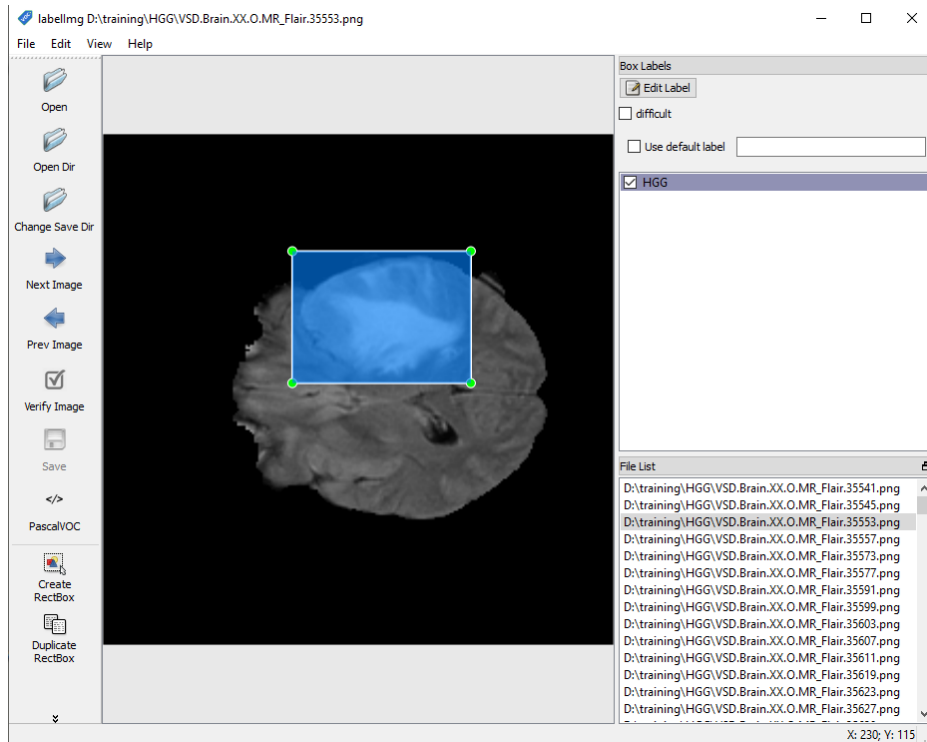 labelImg D:\training\HGG\VSD.Brain.XX.O.MR_Flair.35553.png
File Edit View Help
Open
Open Dir
Change Save Dir
Next Image
Prev Image
Verify Image
Save
</>
PascalVOC
Create
RectBox
Duplicate
RectBox
Box Labels
Edit Label
difficult
Use default label
HGG
File List
D:\training\HGG\VSD.Brain.XX.O.MR_Flair.35541.png
D:\training\HGG\VSD.Brain.XX.O.MR_Flair.35545.png
D:\training\HGG\VSD.Brain.XX.O.MR_Flair.35553.png
D:\training\HGG\VSD.Brain.XX.O.MR_Flair.35557.png
D:\training\HGG\VSD.Brain.XX.O.MR_Flair.35573.png
D:\training\HGG\VSD.Brain.XX.O.MR_Flair.35577.png
D:\training\HGG\VSD.Brain.XX.O.MR_Flair.35591.png
D:\training\HGG\VSD.Brain.XX.O.MR_Flair.35599.png
D:\training\HGG\VSD.Brain.XX.O.MR_Flair.35603.png
D:\training\HGG\VSD.Brain.XX.O.MR_Flair.35607.png
D:\training\HGG\VSD.Brain.XX.O.MR_Flair.35611.png
D:\training\HGG\VSD.Brain.XX.O.MR_Flair.35619.png
D:\training\HGG\VSD.Brain.XX.O.MR_Flair.35623.png
D:\training\HGG\VSD.Brain.XX.O.MR_Flair.35627.png
X: 230; Y: 115